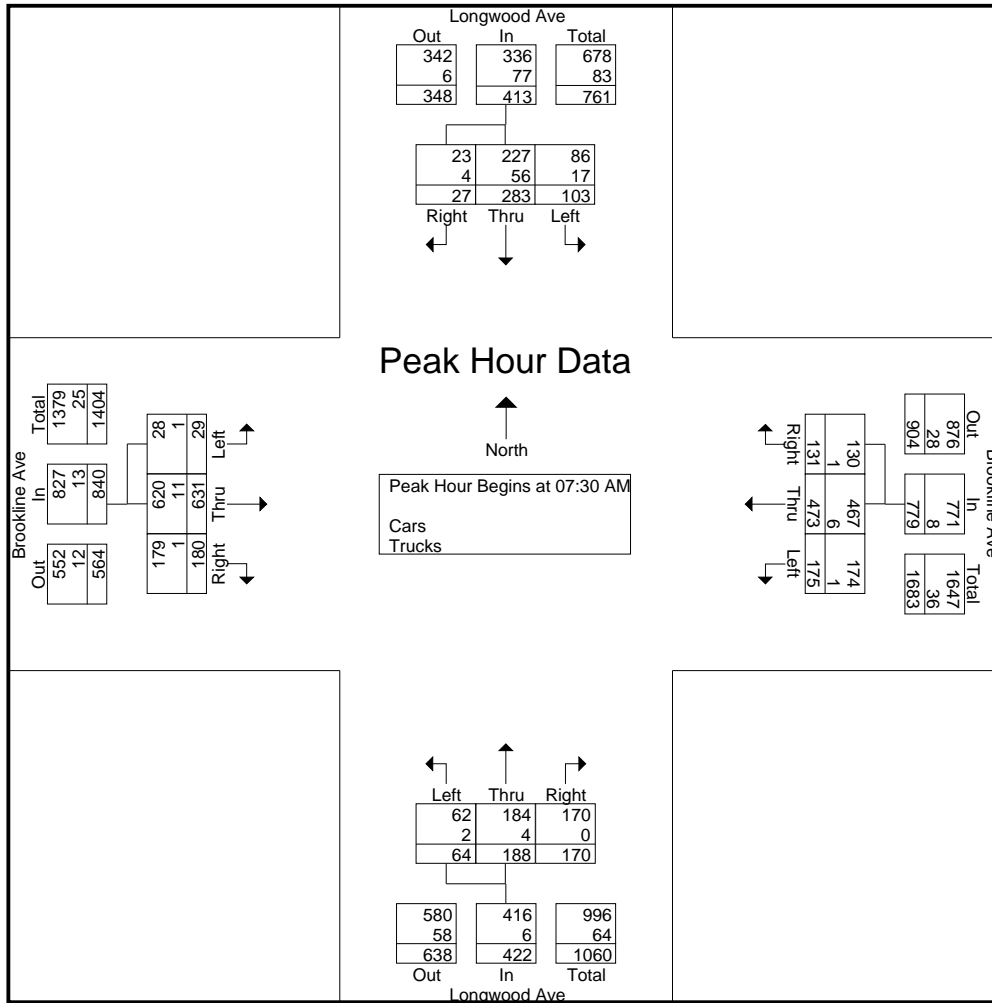 Longwood Ave
Out In Total
342 336 678
6 77 83
348 413 761
23 227 86
4 56 17
27 283 103
Right Thru Left
Peak Hour Data
North
Peak Hour Begins at 07:30 AM
Cars
Trucks
Brookline Ave
Out In Total
552 827 1379
12 13 25
564 840 1404
Right Thru Left
179 620 28
1 11 1
180 631 29
Brookline Ave
Out In Total
876 771 1647
28 8 36
904 779 1683
130 467 174
1 6 1
131 473 175
Right Thru Left
Left Thru Right
62 184 170
2 4 0
64 188 170
580 416 996
58 6 64
638 422 1060
Out In Total
Longwood Ave